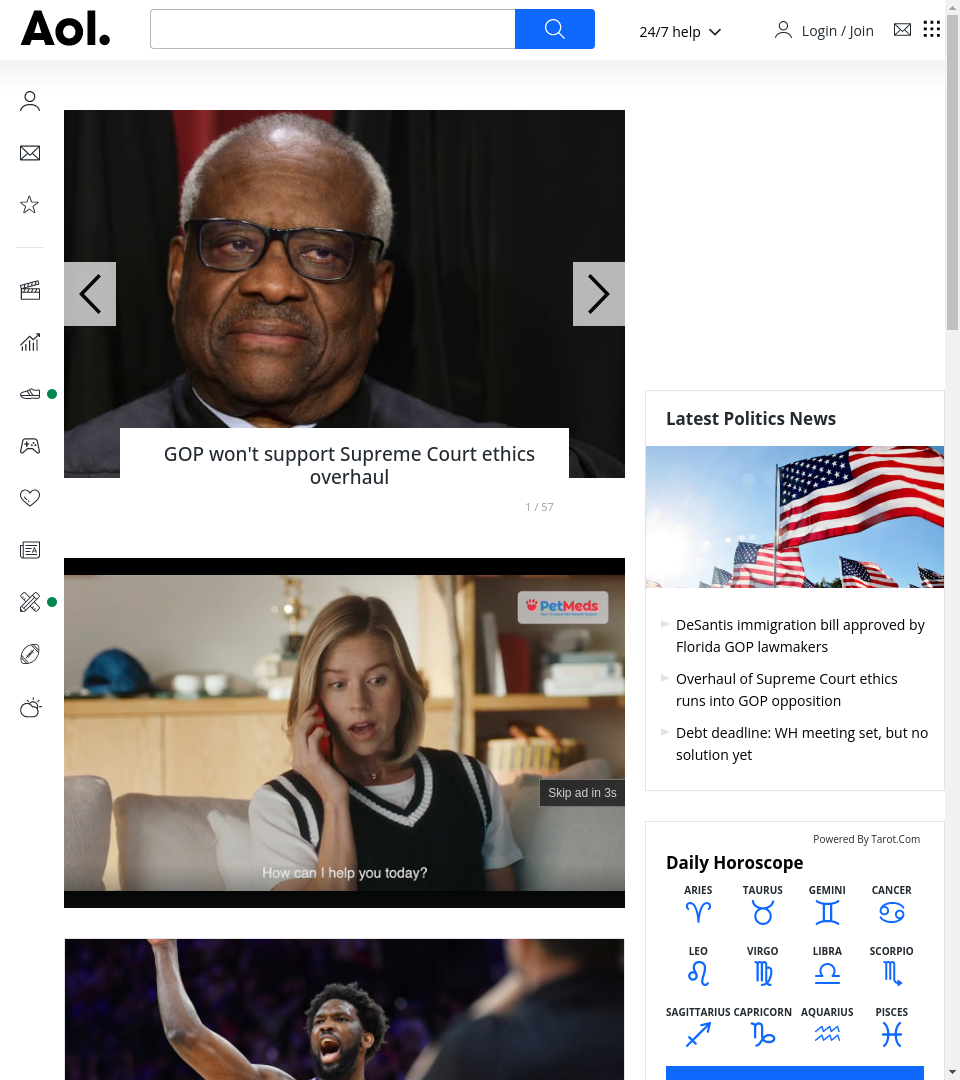 Aol.
24/7 help
Login / Join
GOP won't support Supreme Court ethics
overhaul
1 / 57
PetMeds
Skip ad in 3s
How can I help you today?
Latest Politics News
DeSantis immigration bill approved by
Florida GOP lawmakers
Overhaul of Supreme Court ethics
runs into GOP opposition
Debt deadline: WH meeting set, but no
solution yet
Powered By Tarot.Com
Daily Horoscope
ARIES TAURUS GEMINI CANCER
LEO VIRGO LIBRA SCORPIO
SAGITTARIUS CAPRICORN AQUARIUS PISCES